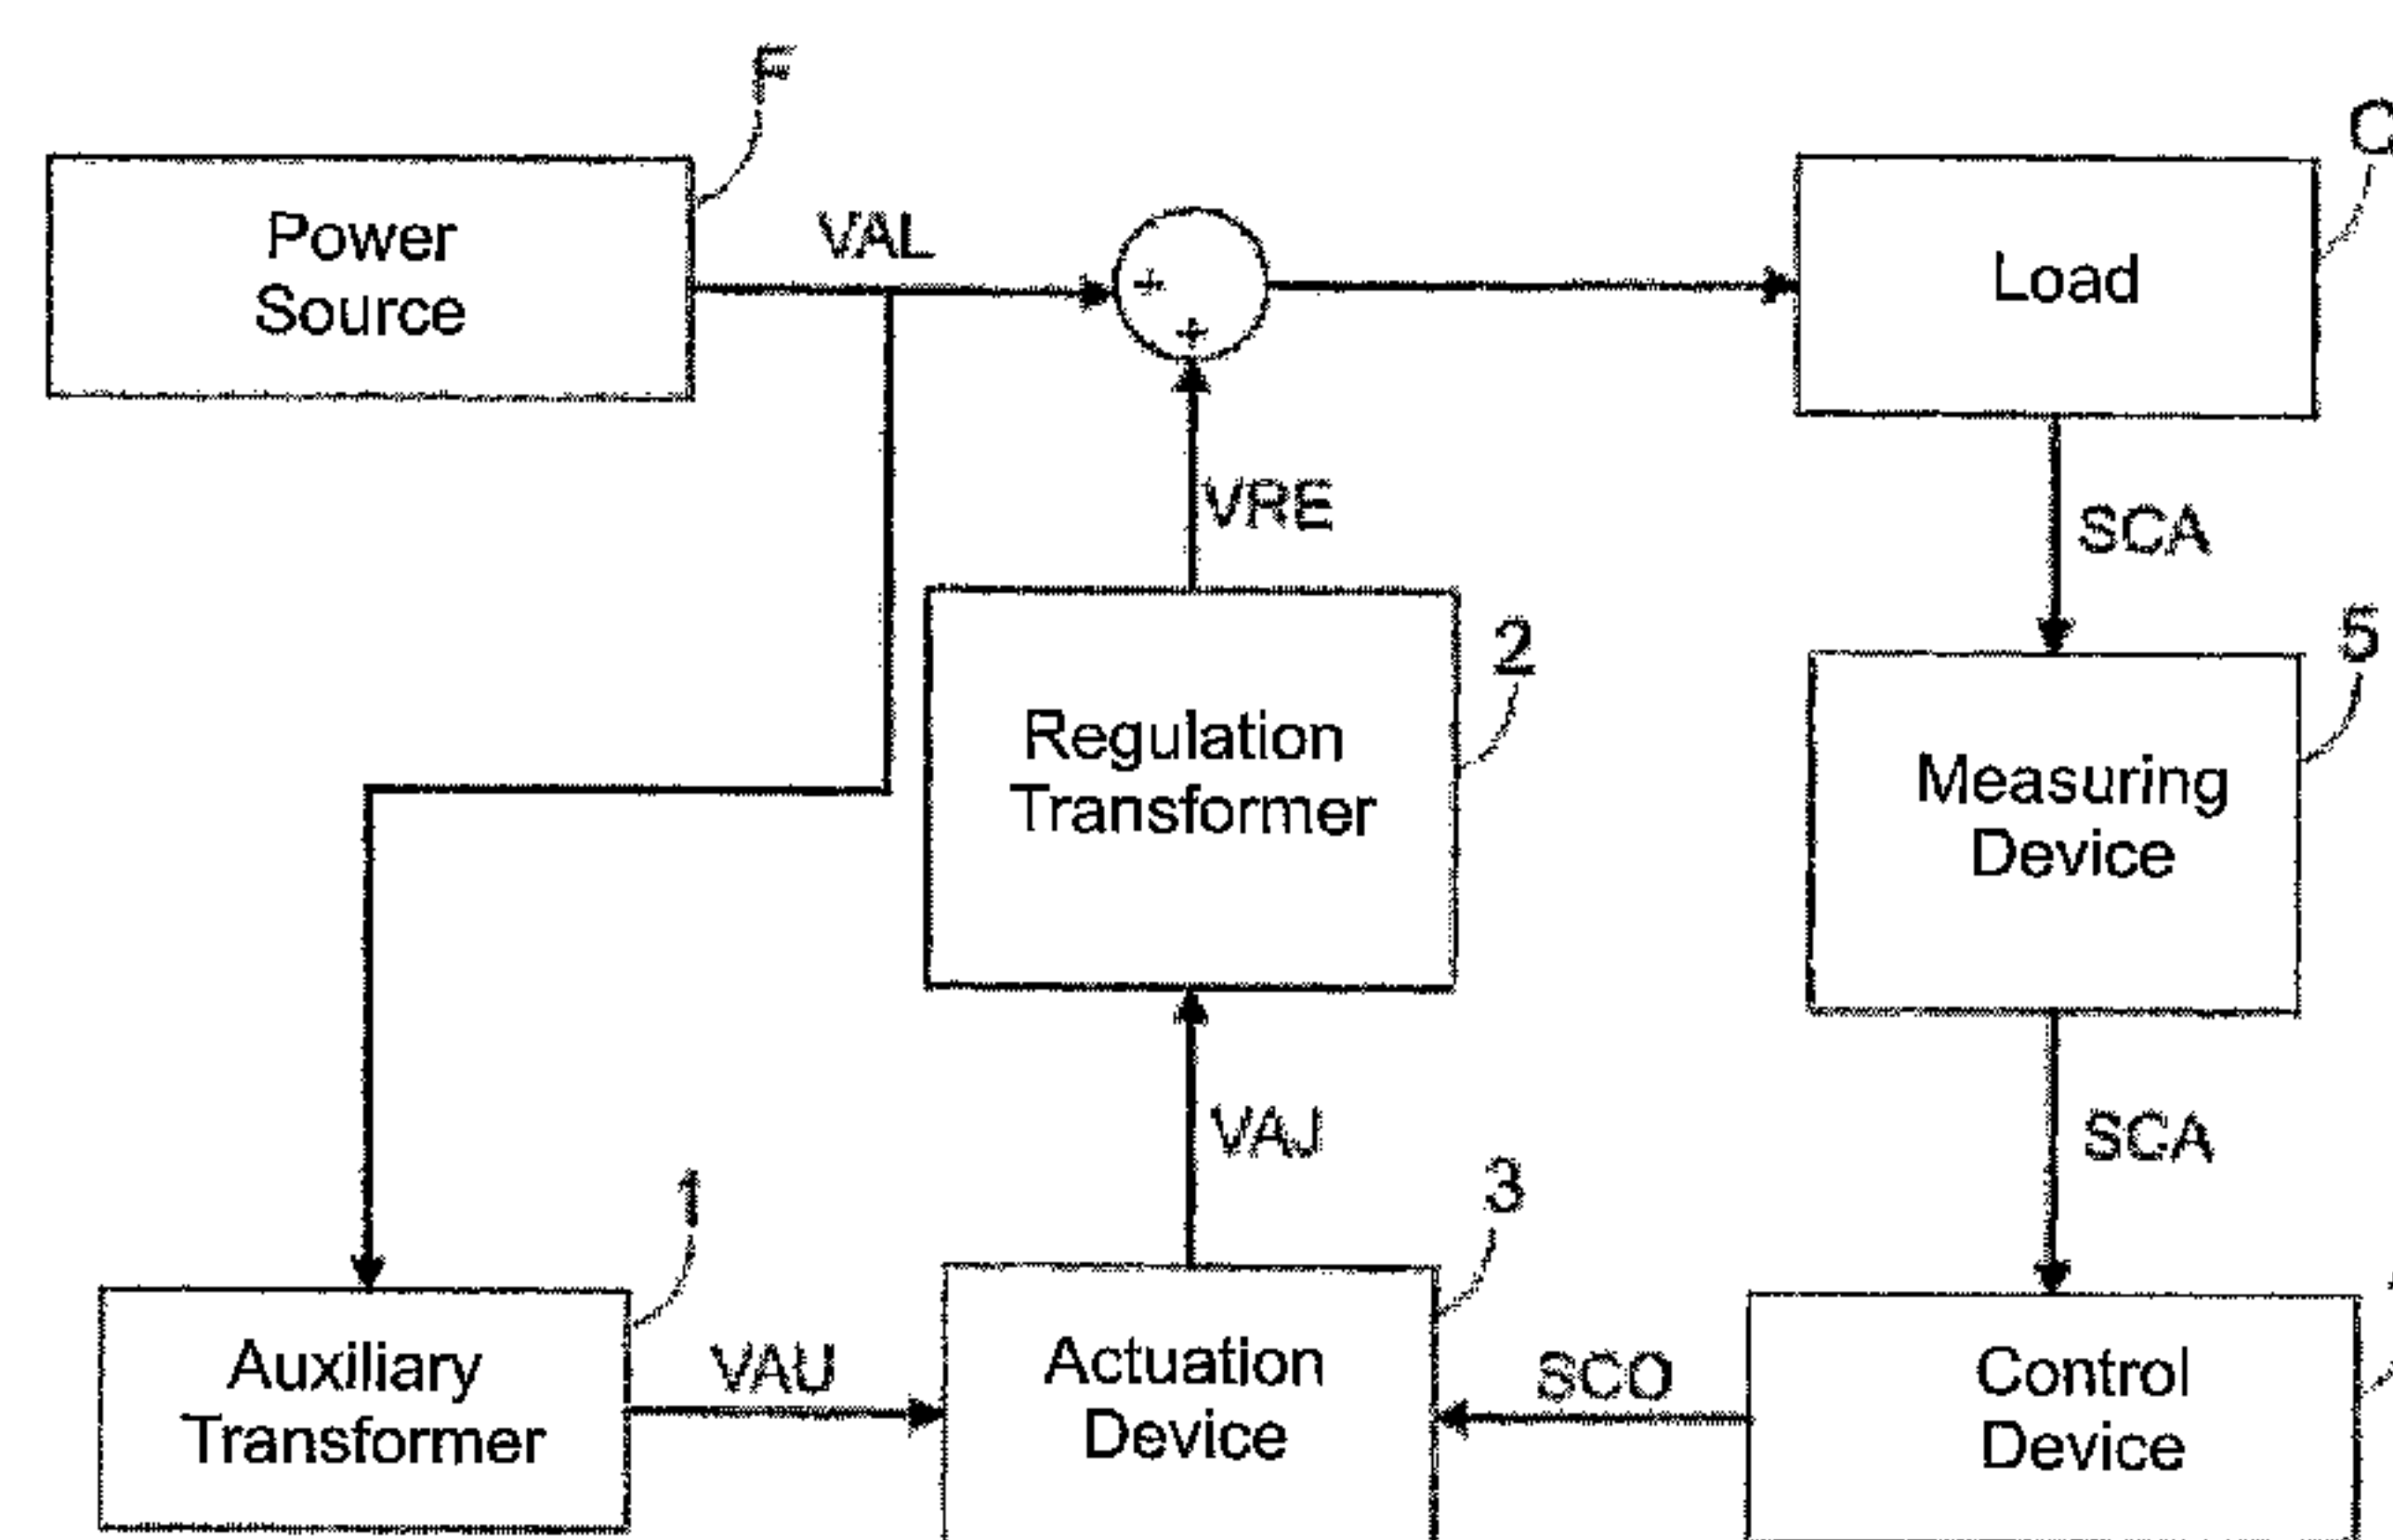 F
C
Power
Source
VAL
+
+
Load
VRE
SCA
2
5
Regulation
Transformer
Measuring
Device
VAJ
SCA
1
3
Auxiliary
Transformer
VAU
Actuation
Device
SCO
Control
Device